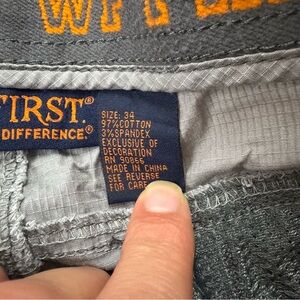 FIRST®
DIFFERENCE®
SIZE: 34
97%COTTON
3%SPANDEX
EXCLUSIVE OF
DECORATION
RN 90866
MADE IN CHINA
SEE REVERSE
FOR CARE